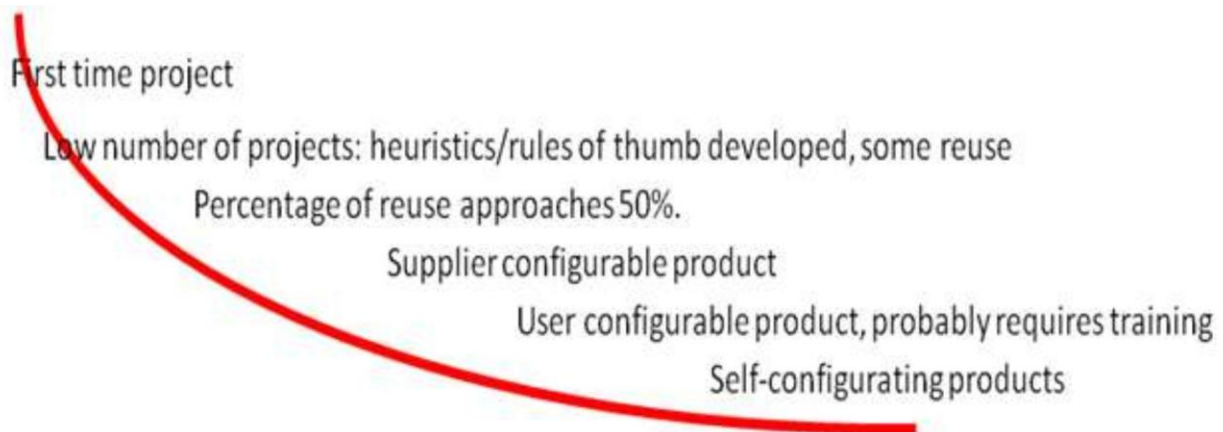 First time project
Low number of projects: heuristics/rules of thumb developed, some reuse
Percentage of reuse approaches 50%.
Supplier configurable product
User configurable product, probably requires training
Self-configurating products